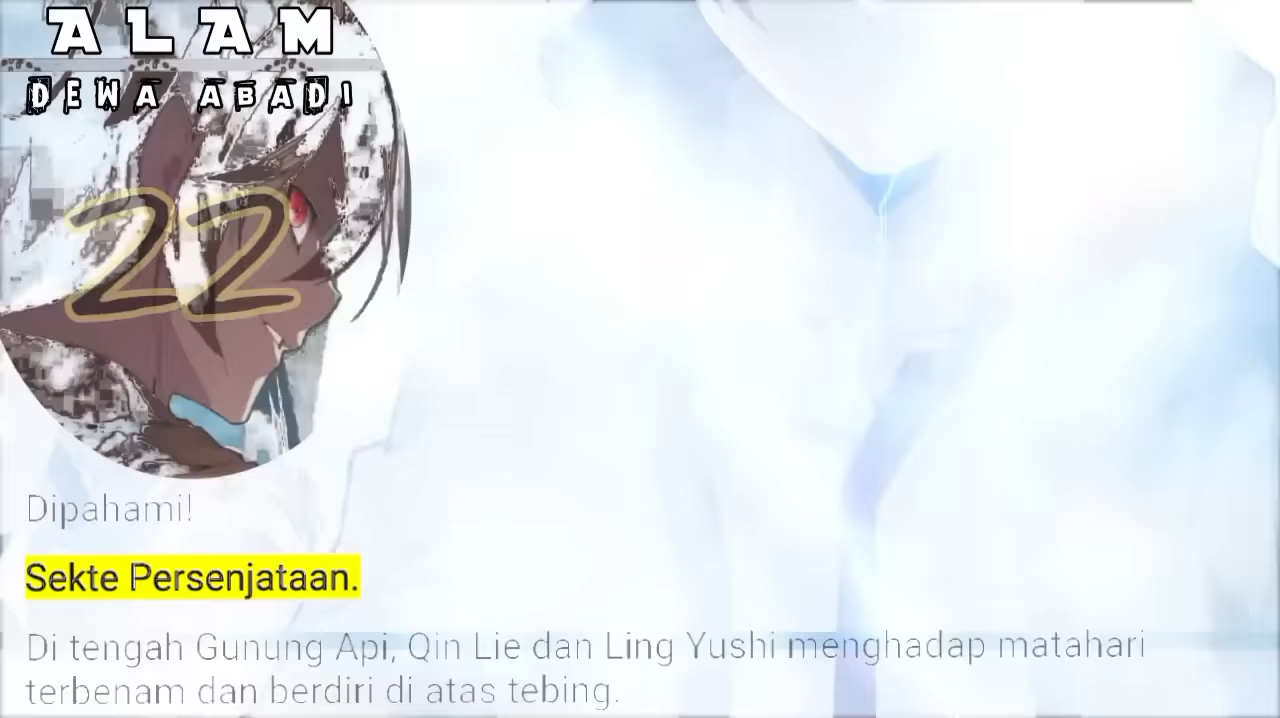 ALAM
DEWA ABADI
22
Dipahami!
Sekte Persenjataan.
Di tengah Gunung Api, Qin Lie dan Ling Yushi menghadap matahari
terbenam dan berdiri di atas tebing.